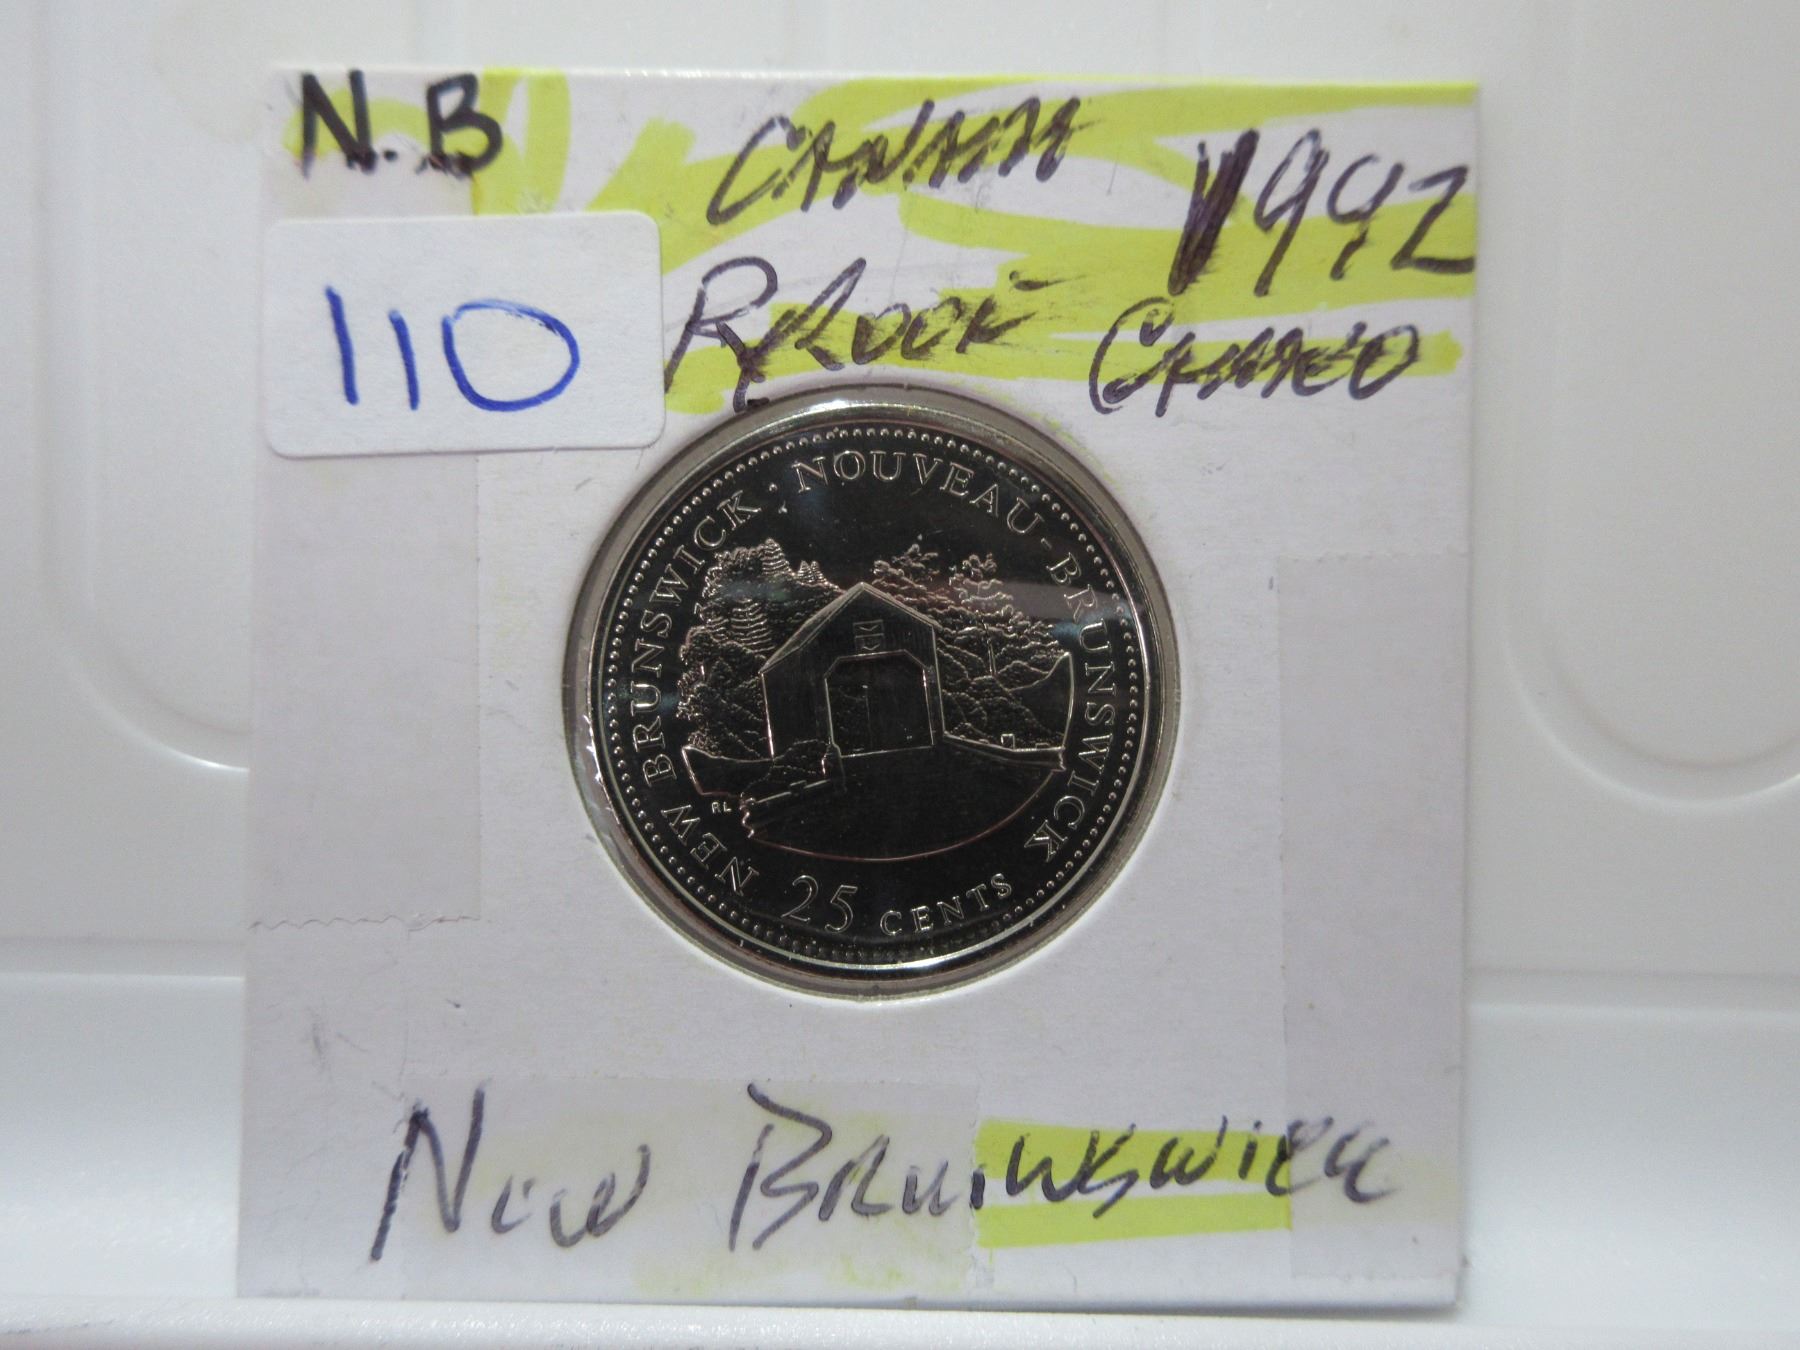 N.B
CANADA 1992
110
PROOF CAMEO
NEW BRUNSWICK · NOUVEAU-BRUNSWICK
RL
25 CENTS
New Brunswick